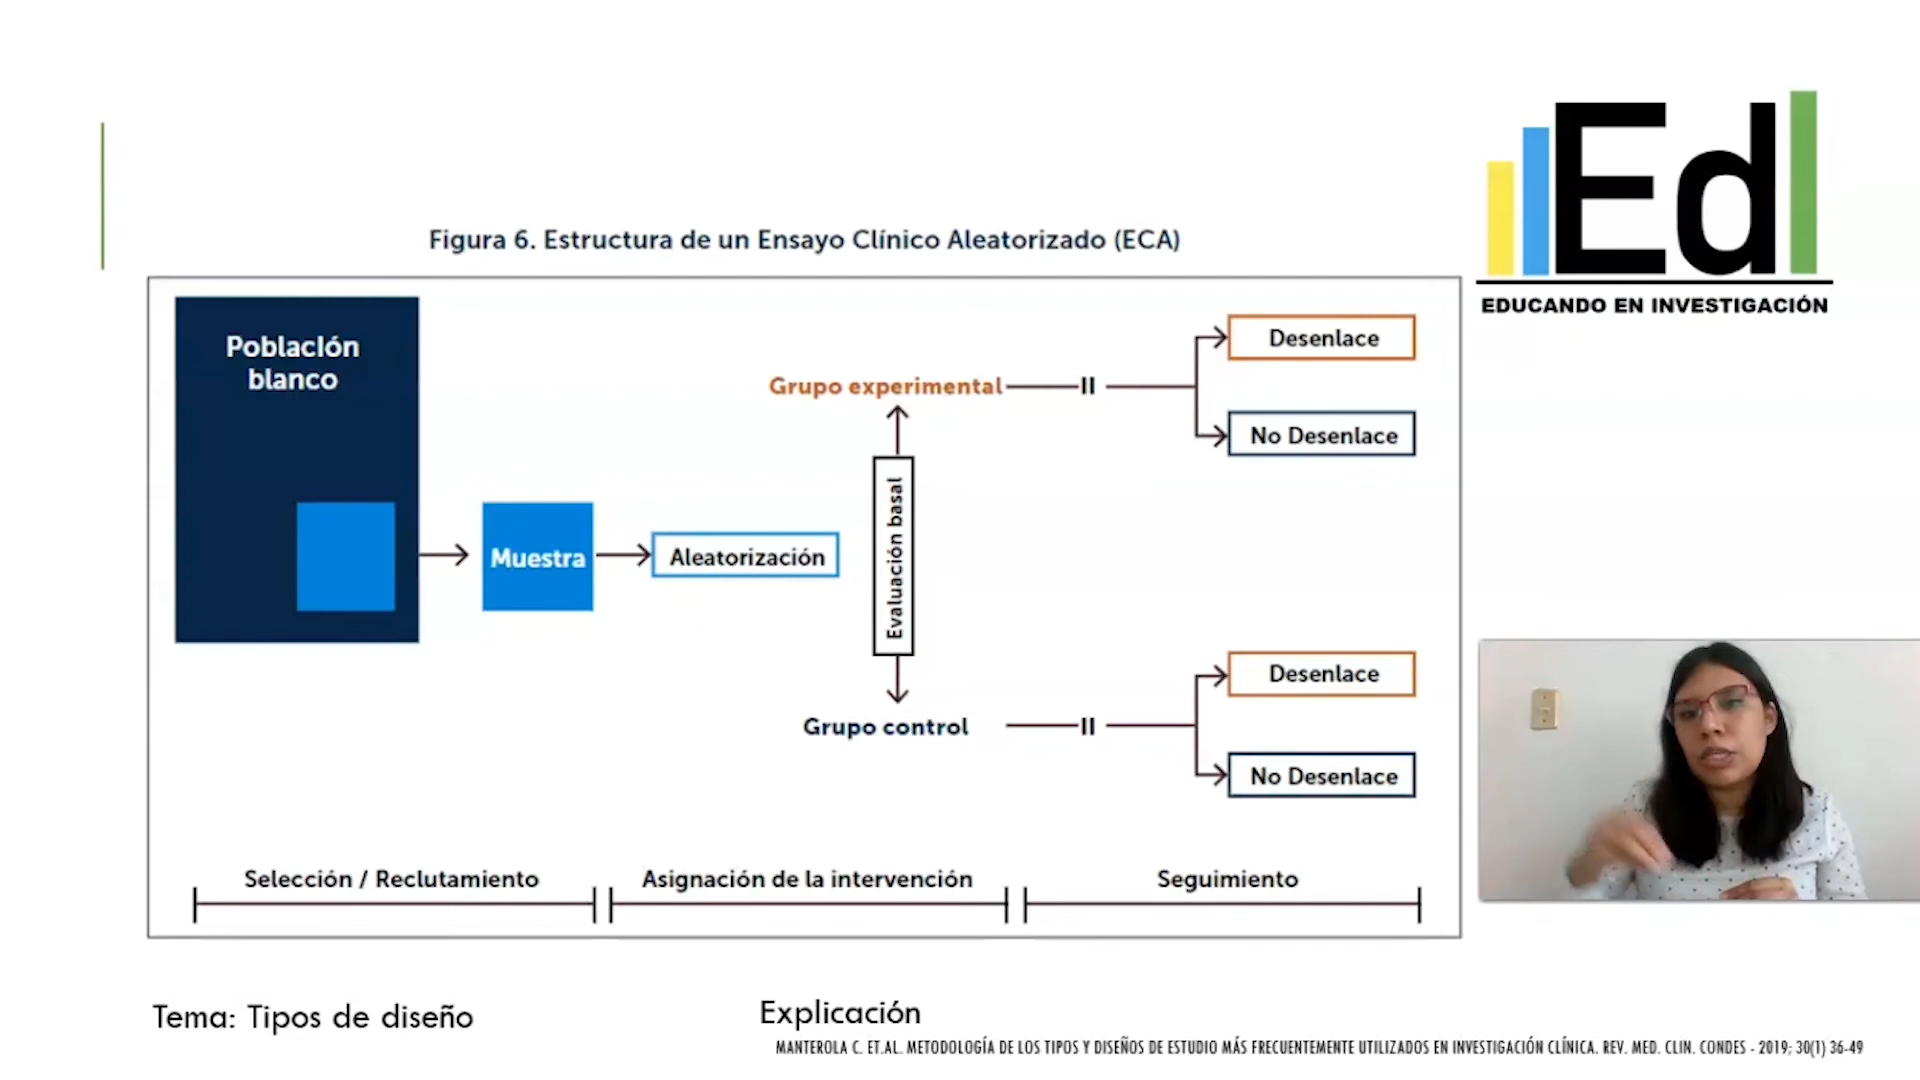 Ed
EDUCANDO EN INVESTIGACIÓN
Figura 6. Estructura de un Ensayo Clínico Aleatorizado (ECA)
Población
blanco
Muestra
Aleatorización
Evaluación basal
Grupo experimental
Desenlace
No Desenlace
Grupo control
Desenlace
No Desenlace
Selección / Reclutamiento
Asignación de la intervención
Seguimiento
Tema: Tipos de diseño
Explicación
MANTEROLA C. ET.AL. METODOLOGÍA DE LOS TIPOS Y DISEÑOS DE ESTUDIO MÁS FRECUENTEMENTE UTILIZADOS EN INVESTIGACIÓN CLÍNICA. REV. MED. CLIN. CONDES - 2019; 30(1) 36-49